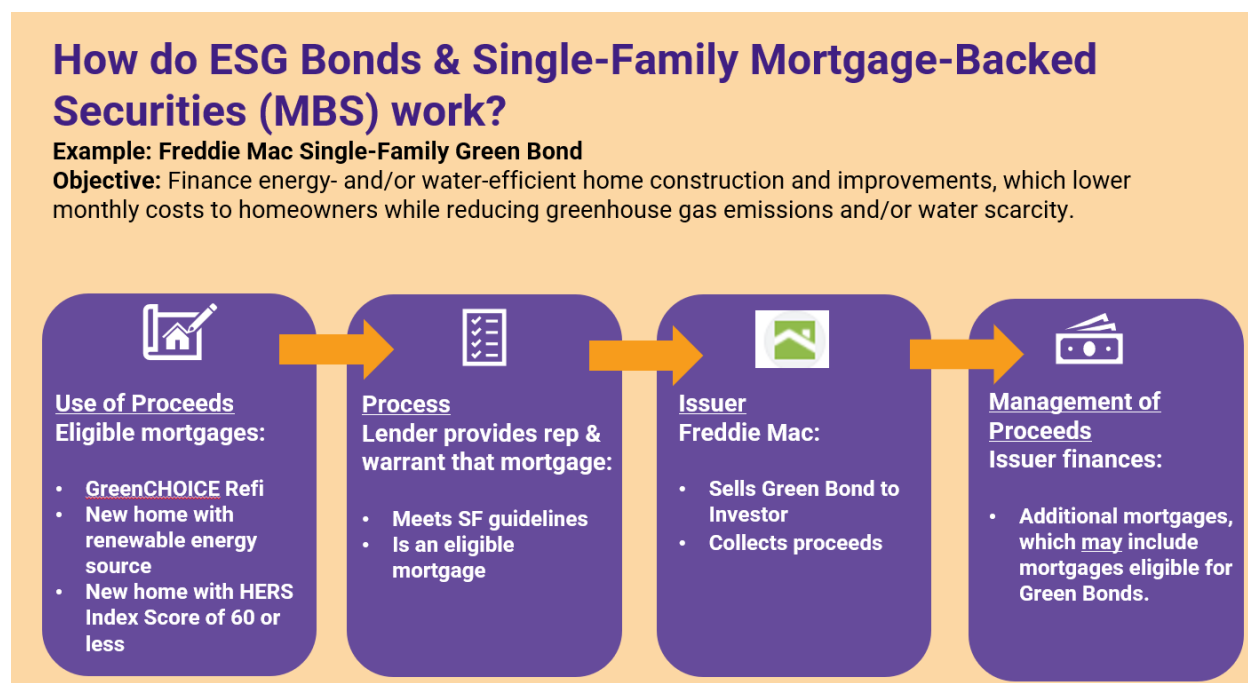 How do ESG Bonds & Single-Family Mortgage-Backed
Securities (MBS) work?
Example: Freddie Mac Single-Family Green Bond
Objective: Finance energy- and/or water-efficient home construction and improvements, which lower
monthly costs to homeowners while reducing greenhouse gas emissions and/or water scarcity.
Use of Proceeds
Eligible mortgages:
• GreenCHOICE Refi
• New home with
renewable energy
source
• New home with HERS
Index Score of 60 or
less
Process
Lender provides rep &
warrant that mortgage:
• Meets SF guidelines
• Is an eligible
mortgage
Issuer
Freddie Mac:
• Sells Green Bond to
Investor
• Collects proceeds
Management of
Proceeds
Issuer finances:
• Additional mortgages,
which may include
mortgages eligible for
Green Bonds.